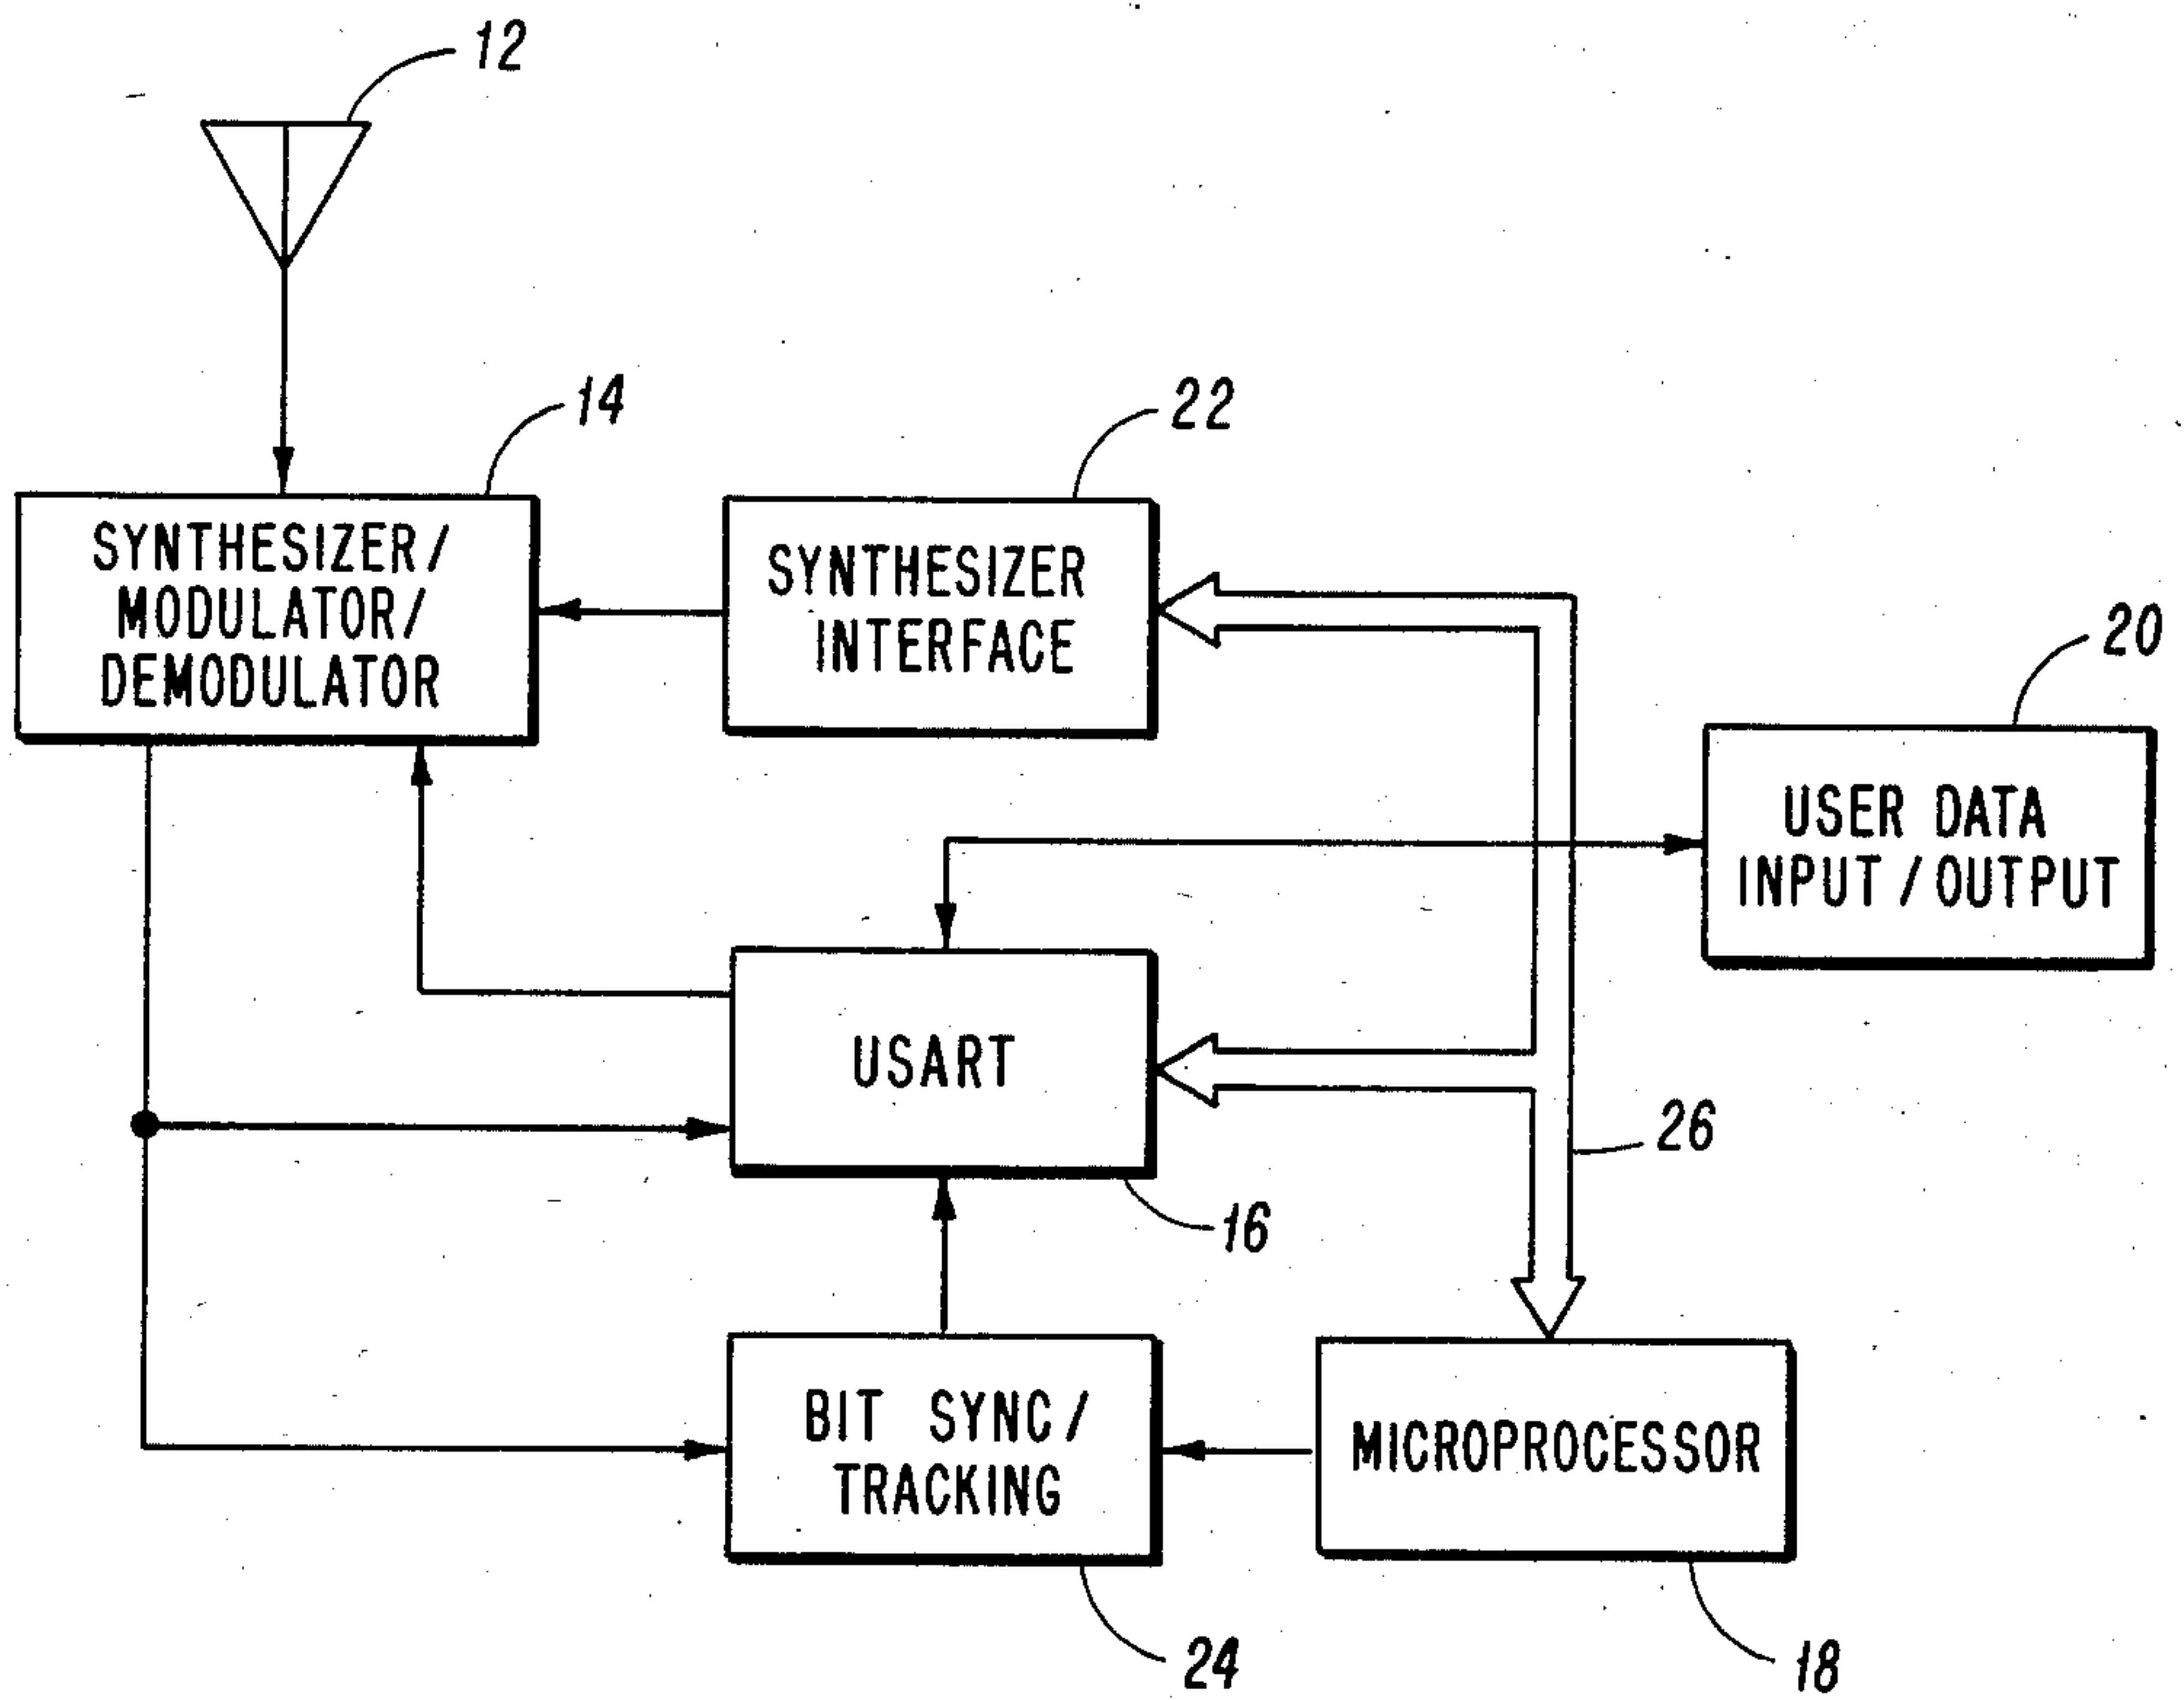 12
14
22
SYNTHESIZER/
MODULATOR/
DEMODULATOR
SYNTHESIZER
INTERFACE
20
USER DATA
INPUT/OUTPUT
USART
26
16
BIT SYNC/
TRACKING
MICROPROCESSOR
24
18